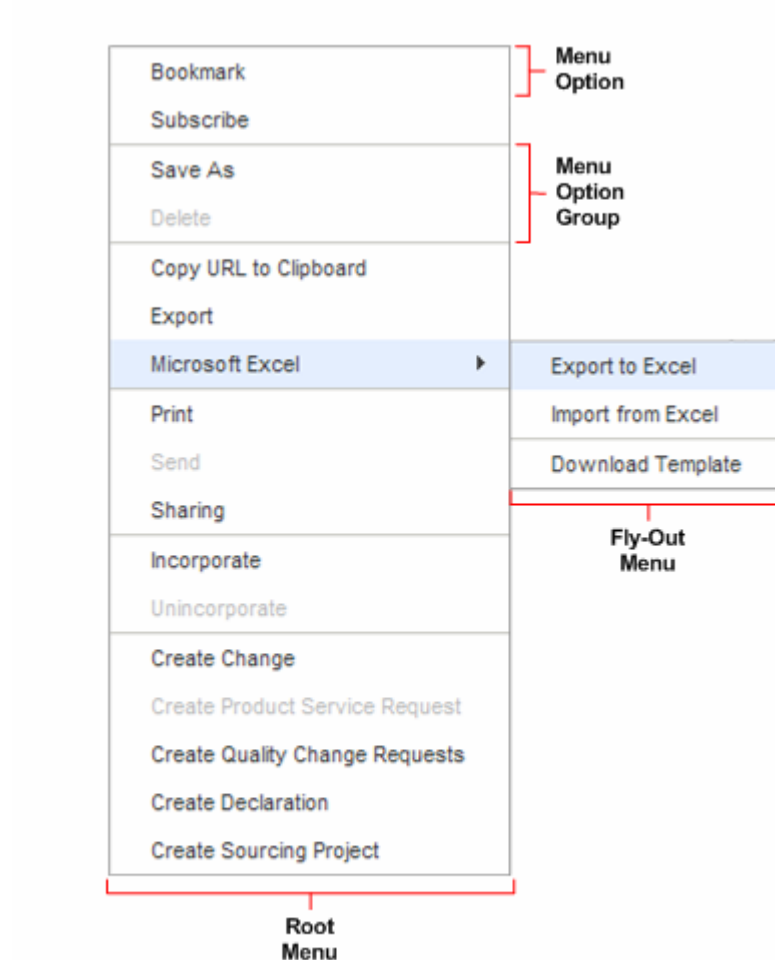 Bookmark
Menu
Option
Subscribe
Save As
Menu
Option
Group
Delete
Copy URL to Clipboard
Export
Microsoft Excel
Export to Excel
Import from Excel
Download Template
Fly-Out
Menu
Print
Send
Sharing
Incorporate
Unincorporate
Create Change
Create Product Service Request
Create Quality Change Requests
Create Declaration
Create Sourcing Project
Root
Menu